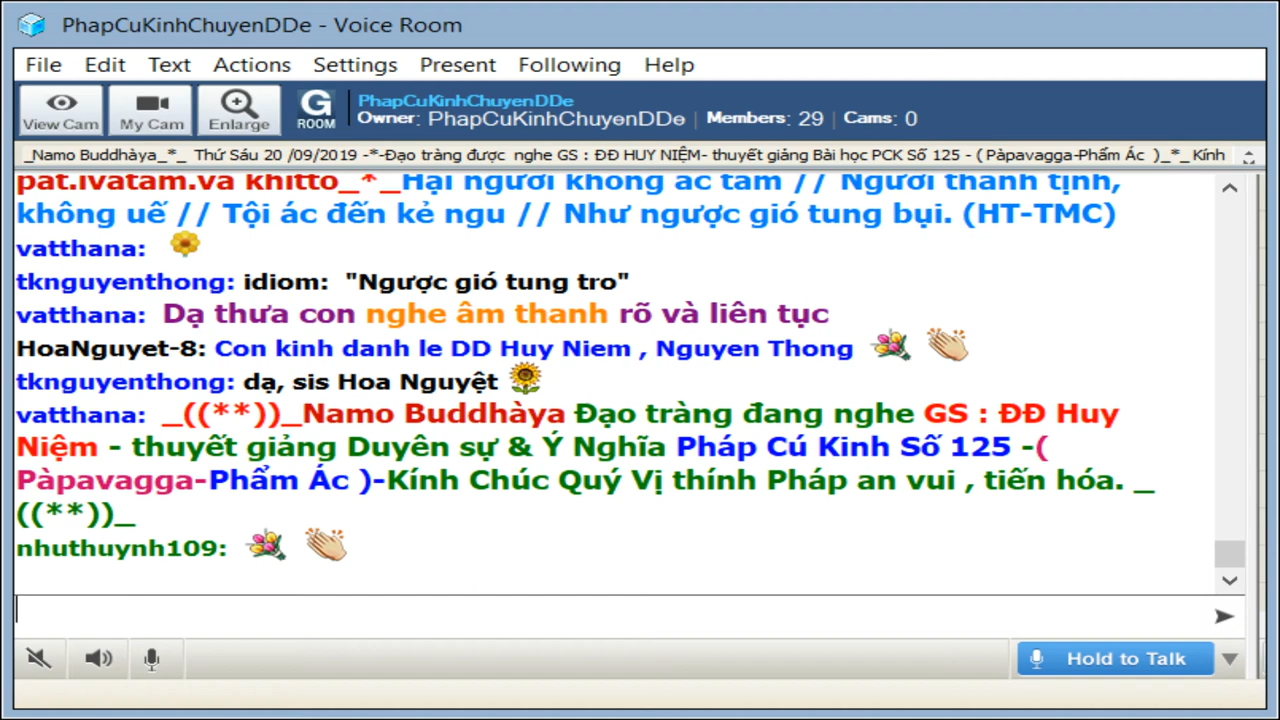 PhapCuKinhChuyenDDe - Voice Room
File Edit Text Actions Settings Present Following Help
View Cam My Cam Enlarge G ROOM
PhapCuKinhChuyenDDe
Owner: PhapCuKinhChuyenDDe | Members: 29 | Cams: 0
_Namo Buddhàya_*_ Thứ Sáu 20 /09/2019 -*-Đạo tràng được nghe GS : ĐĐ HUY NIỆM- thuyết giảng Bài học PCK Số 125 - ( Pàpavagga-Phẩm Ác )_*_ Kính
paṭ.ivātaṃ.va khitto_*_Hại người không ác tâm // Người thanh tịnh,
không uế // Tội ác đến kẻ ngu // Như ngược gió tung bụi. (HT-TMC)
vatthana:
tknguyenthong: idiom: "Ngược gió tung tro"
vatthana: Dạ thưa con nghe âm thanh rõ và liên tục
HoaNguyet-8: Con kinh danh le DD Huy Niem , Nguyen Thong
tknguyenthong: dạ, sis Hoa Nguyệt
vatthana: _((**))_Namo Buddhàya Đạo tràng đang nghe GS : ĐĐ Huy
Niệm - thuyết giảng Duyên sự & Ý Nghĩa Pháp Cú Kinh Số 125 -(
Pàpavagga-Phẩm Ác )-Kính Chúc Quý Vị thính Pháp an vui , tiến hóa. _
((**))_
nhuthuynh109:
Hold to Talk